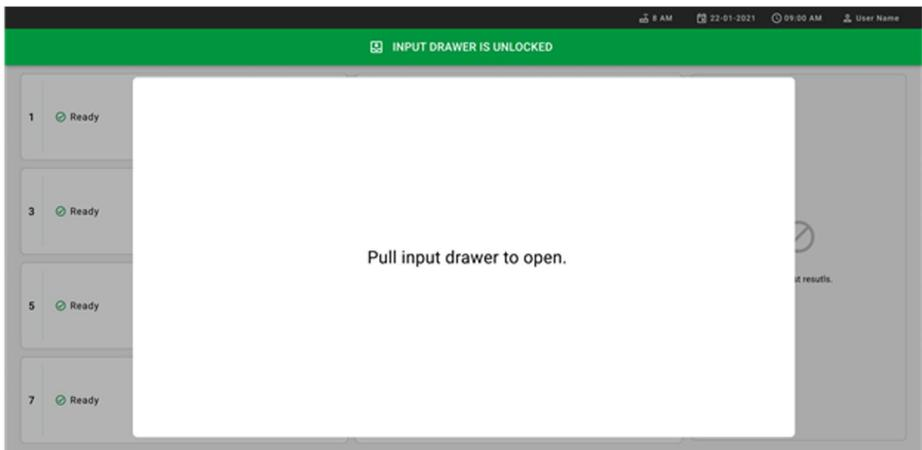 8 AM 22-01-2021 09:00 AM User Name
INPUT DRAWER IS UNLOCKED
1 Ready
3 Ready
Pull input drawer to open.
resutls.
5 Ready
7 Ready